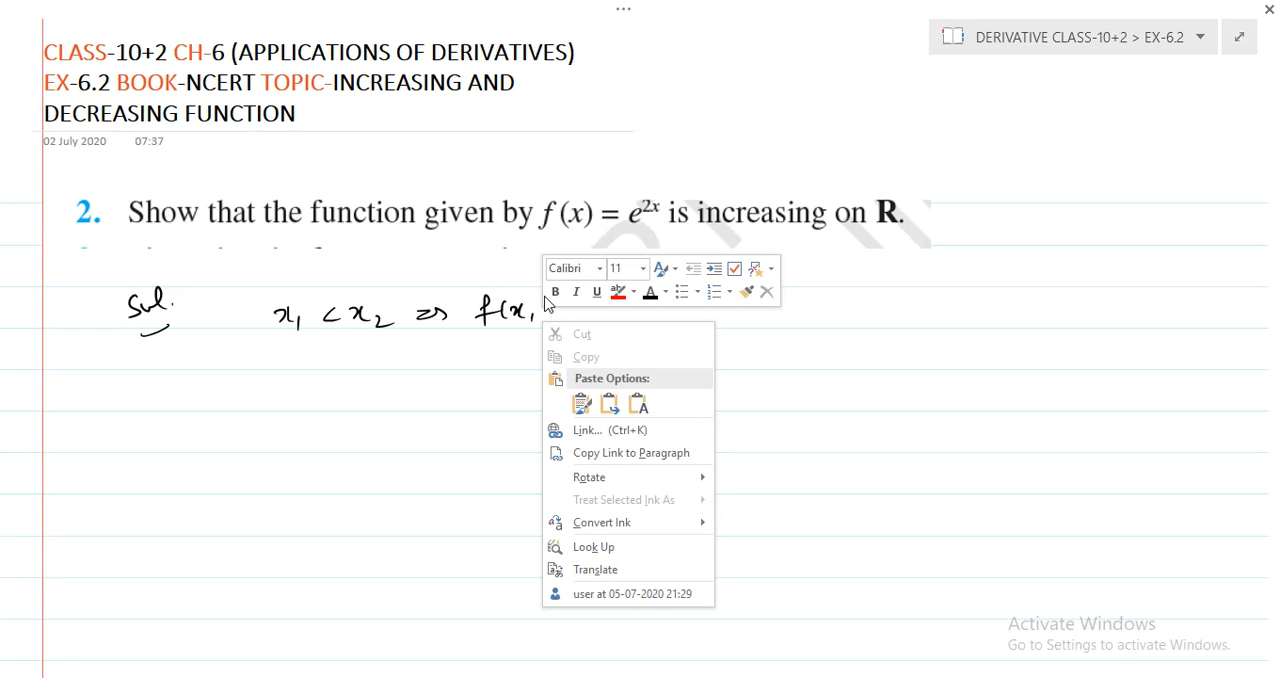 ...
DERIVATIVE CLASS-10+2 > EX-6.2
CLASS-10+2 CH-6 (APPLICATIONS OF DERIVATIVES)
EX-6.2 BOOK-NCERT TOPIC-INCREASING AND
DECREASING FUNCTION
02 July 2020 07:37
2. Show that the function given by f (x) = e²ˣ is increasing on R.
Sol. x₁ < x₂ ⇒ f(x₁
Calibri 11
B I U ab A
Cut
Copy
Paste Options:
Link... (Ctrl+K)
Copy Link to Paragraph
Rotate
Treat Selected Ink As
Convert Ink
Look Up
Translate
user at 05-07-2020 21:29
Activate Windows
Go to Settings to activate Windows.